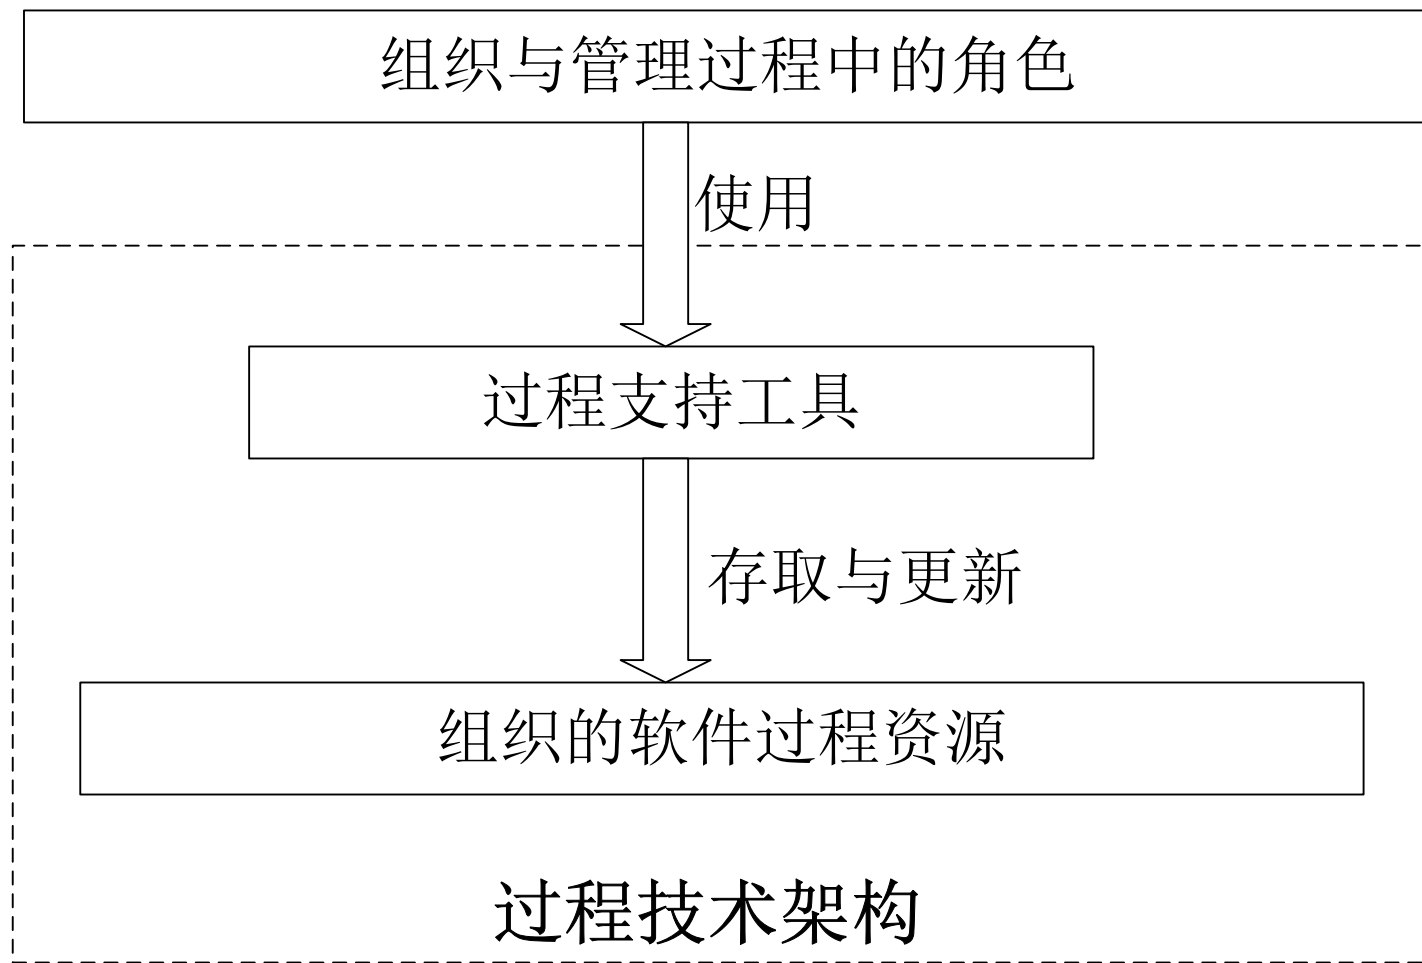 组织与管理过程中的角色
使用
过程支持工具
存取与更新
组织的软件过程资源
过程技术架构